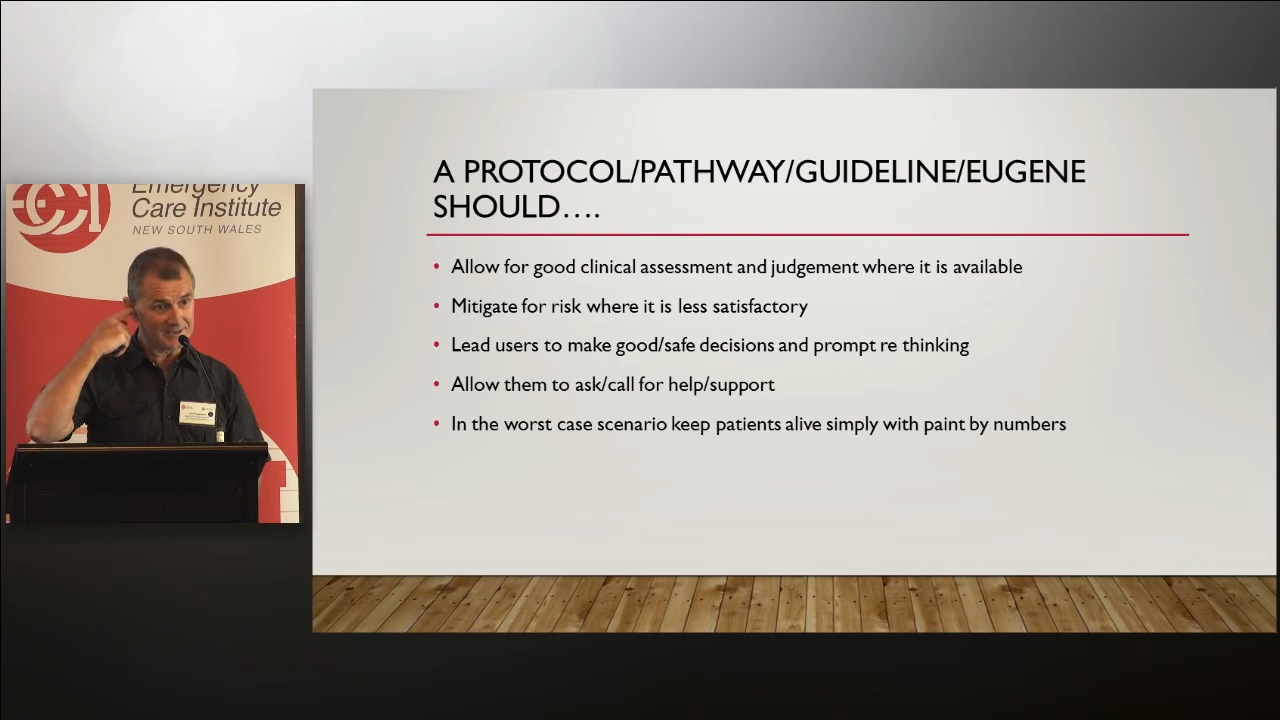 Emergency
Care Institute
NEW SOUTH WALES
ECI
A PROTOCOL/PATHWAY/GUIDELINE/EUGENE
SHOULD....
• Allow for good clinical assessment and judgement where it is available
• Mitigate for risk where it is less satisfactory
• Lead users to make good/safe decisions and prompt re thinking
• Allow them to ask/call for help/support
• In the worst case scenario keep patients alive simply with paint by numbers